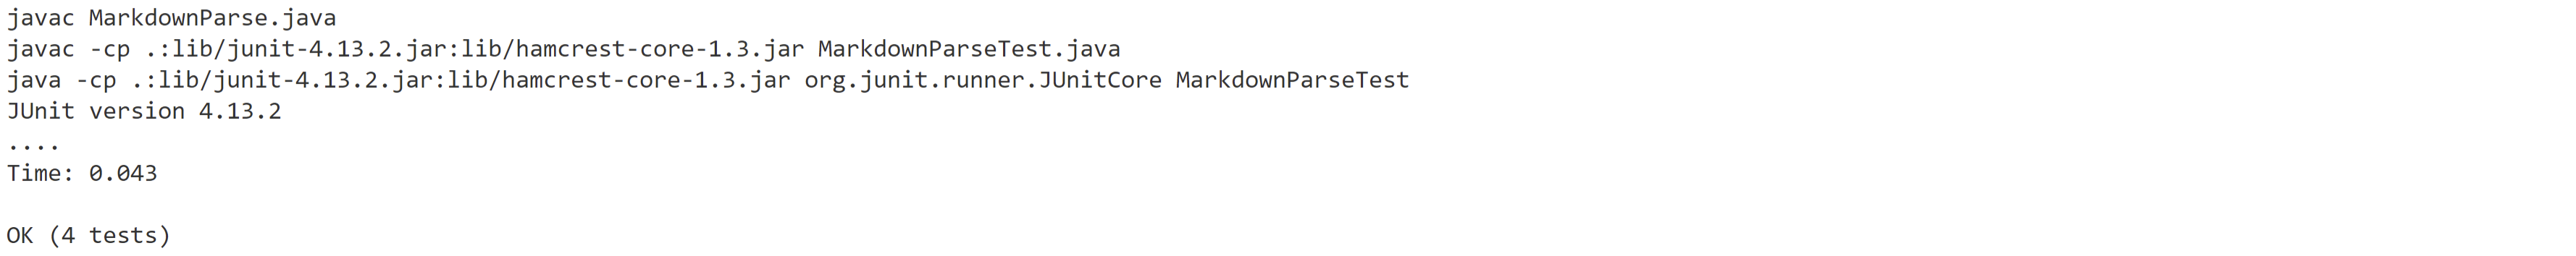 javac MarkdownParse.java
javac -cp .:lib/junit-4.13.2.jar:lib/hamcrest-core-1.3.jar MarkdownParseTest.java
java -cp .:lib/junit-4.13.2.jar:lib/hamcrest-core-1.3.jar org.junit.runner.JUnitCore MarkdownParseTest
JUnit version 4.13.2
....
Time: 0.043

OK (4 tests)